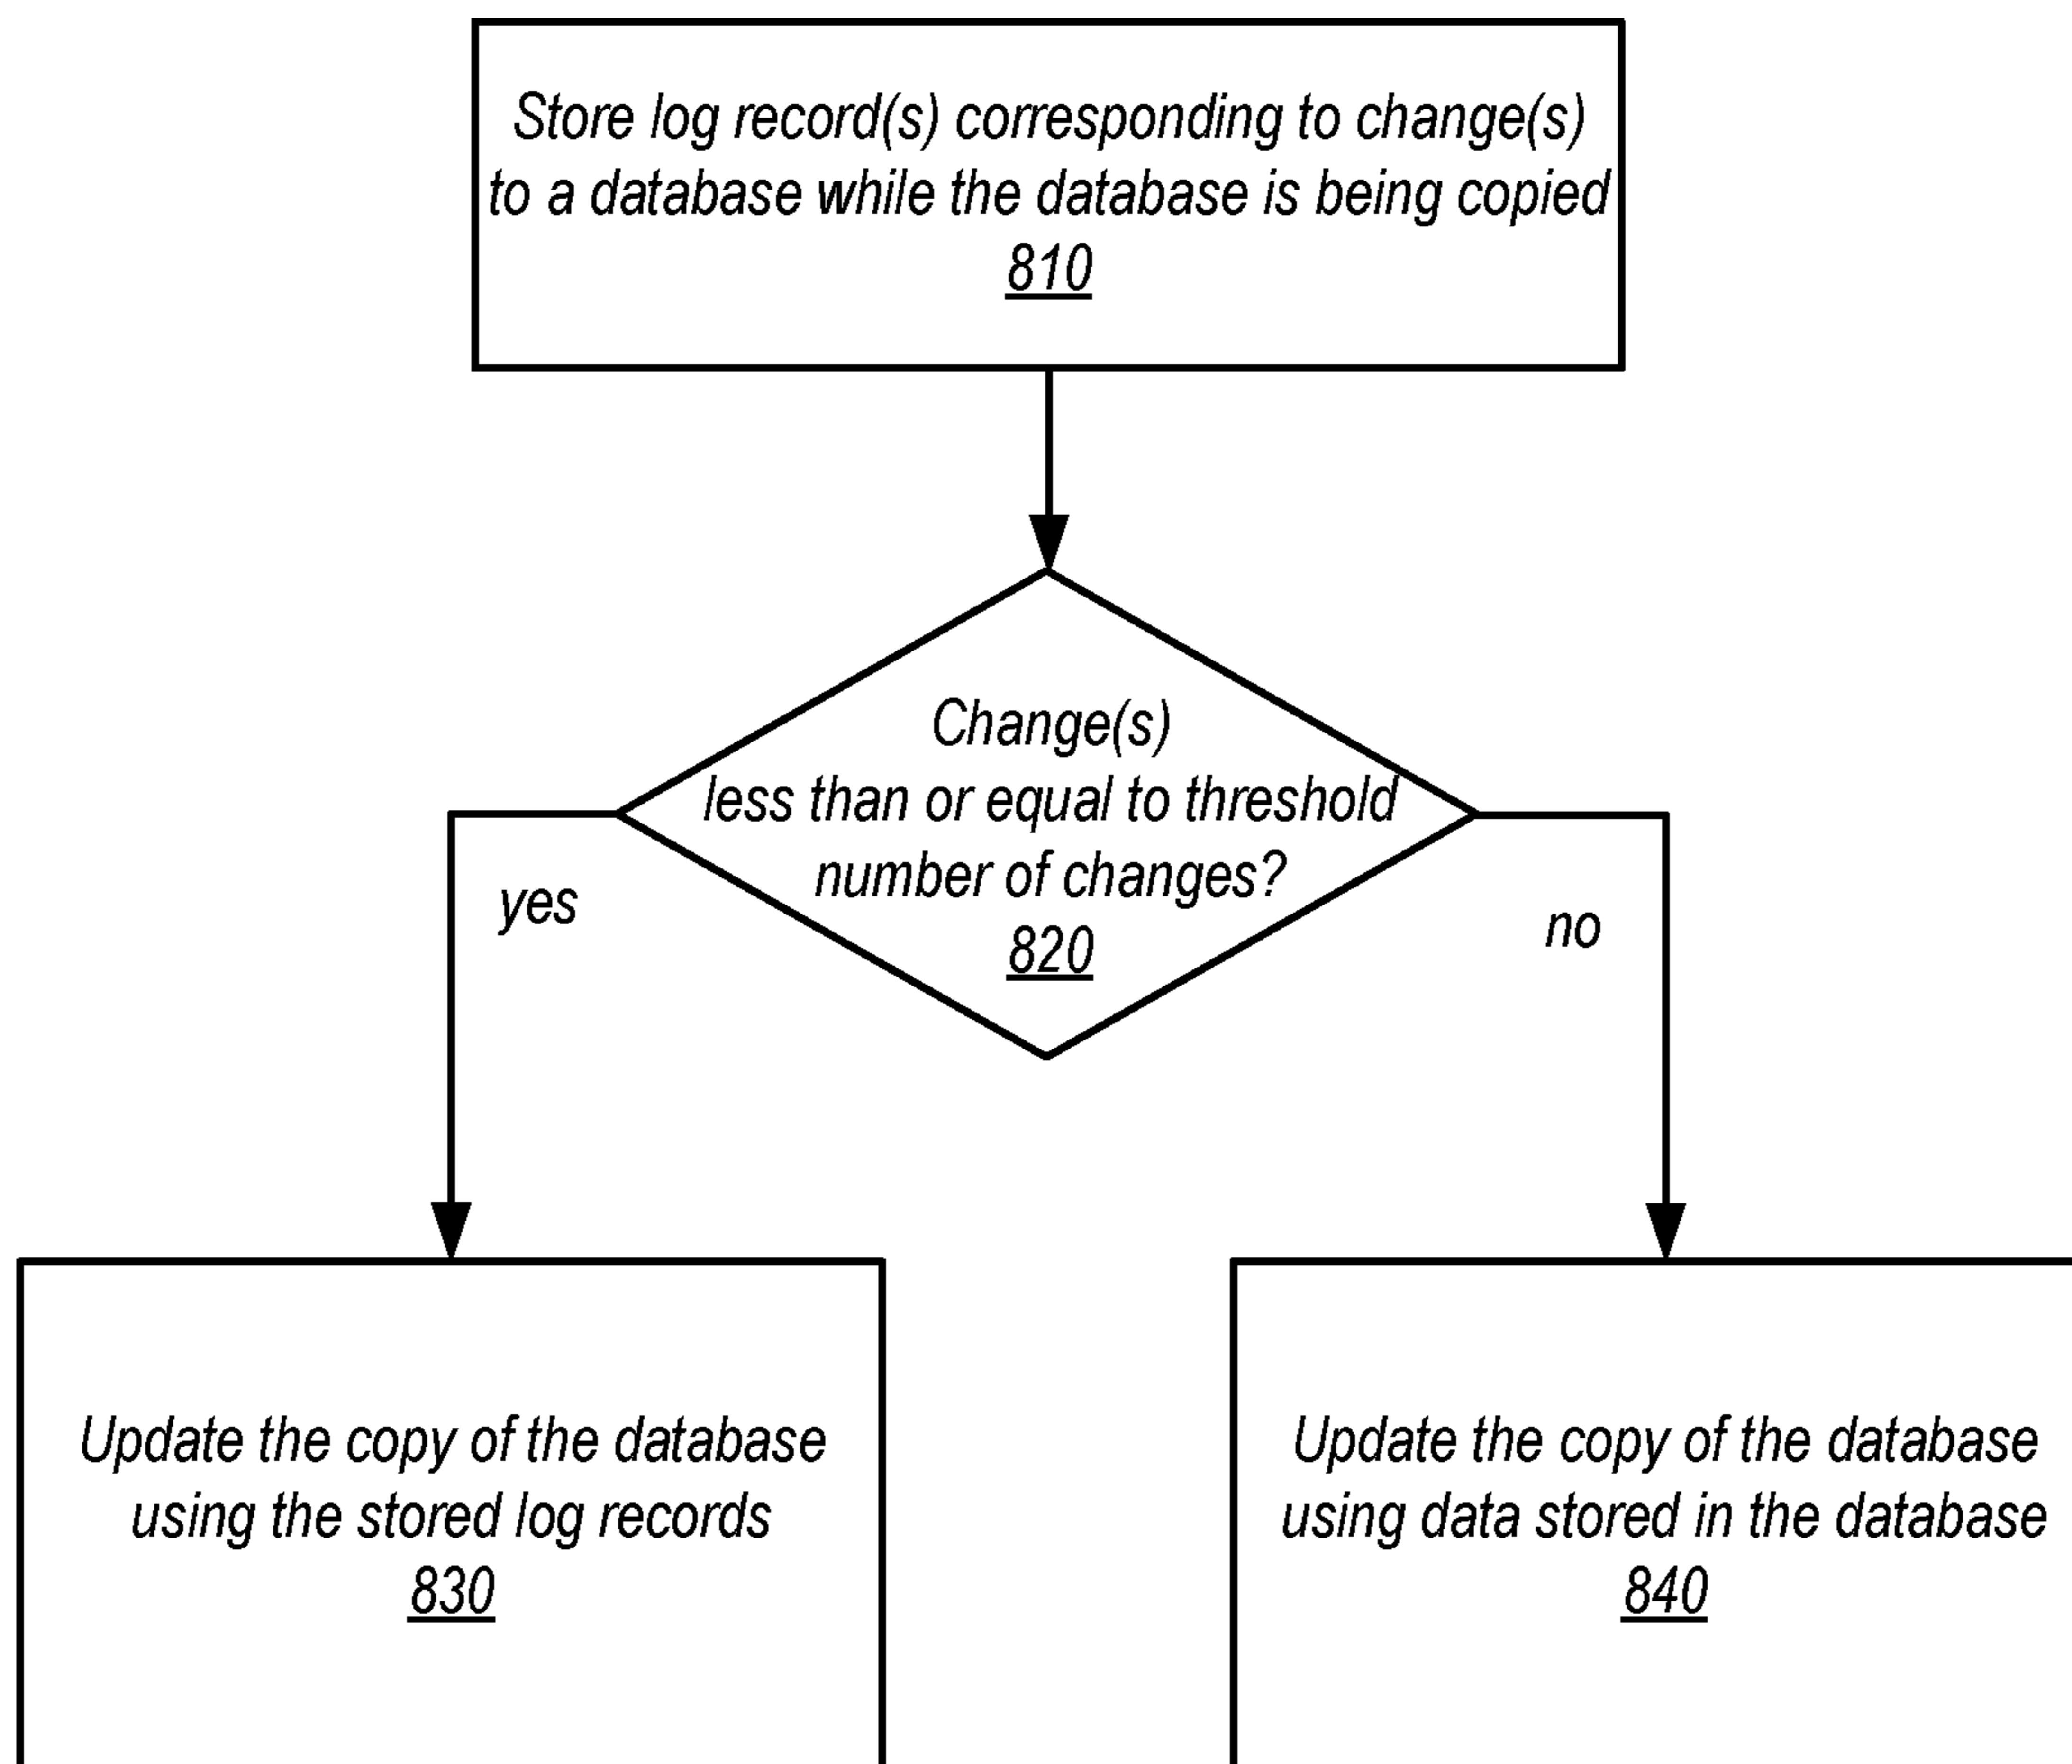 Store log record(s) corresponding to change(s)
to a database while the database is being copied
810
Change(s)
less than or equal to threshold
number of changes?
820
yes
no
Update the copy of the database
using the stored log records
830
Update the copy of the database
using data stored in the database
840